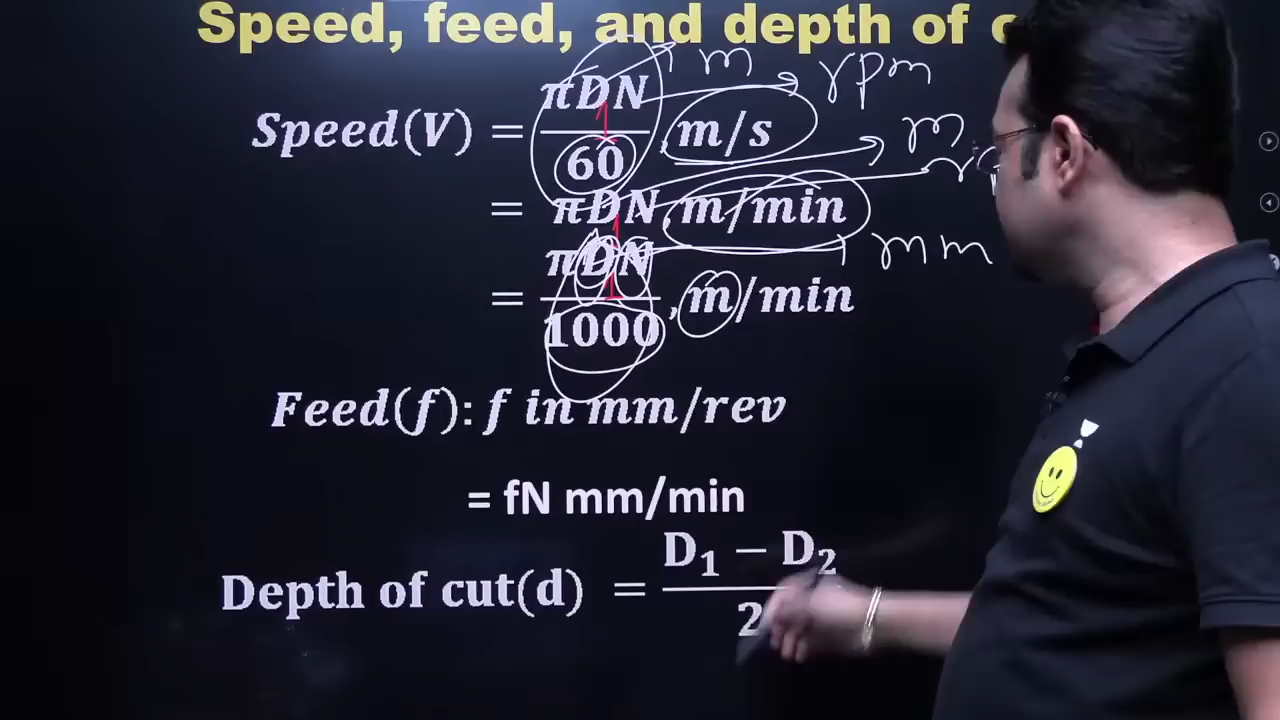 Speed, feed, and depth of
m
rpm
Speed(V) = πDN/60, m/s
m
= πDN, m/min
mm
= πDN/1000, m/min
Feed(f): f in mm/rev
= fN mm/min
Depth of cut(d) = D₁ − D₂/2